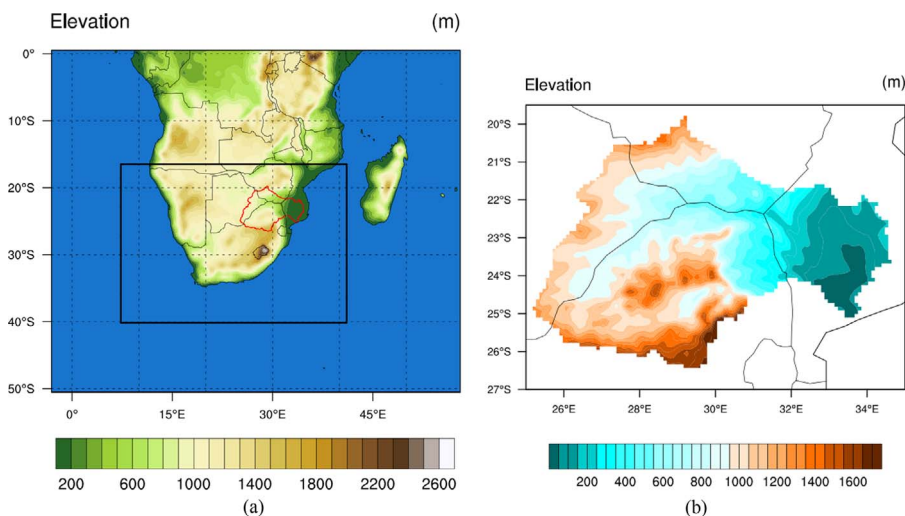 Elevation (m)
0°
10°S
20°S
30°S
40°S
50°S
0° 15°E 30°E 45°E
200 600 1000 1400 1800 2200 2600
(a)
Elevation (m)
20°S
21°S
22°S
23°S
24°S
25°S
26°S
27°S
26°E 28°E 30°E 32°E 34°E
200 400 600 800 1000 1200 1400 1600
(b)